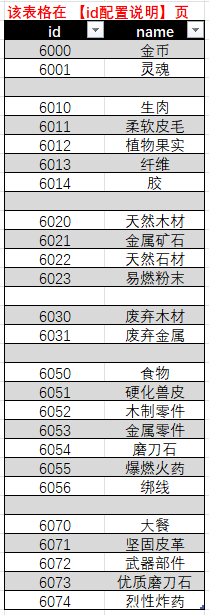 该表格在 【id配置说明】页
id name
6000 金币
6001 灵魂
6010 生肉
6011 柔软皮毛
6012 植物果实
6013 纤维
6014 胶
6020 天然木材
6021 金属矿石
6022 天然石材
6023 易燃粉末
6030 废弃木材
6031 废弃金属
6050 食物
6051 硬化兽皮
6052 木制零件
6053 金属零件
6054 磨刀石
6055 爆燃火药
6056 绑线
6070 大餐
6071 坚固皮革
6072 武器部件
6073 优质磨刀石
6074 烈性炸药